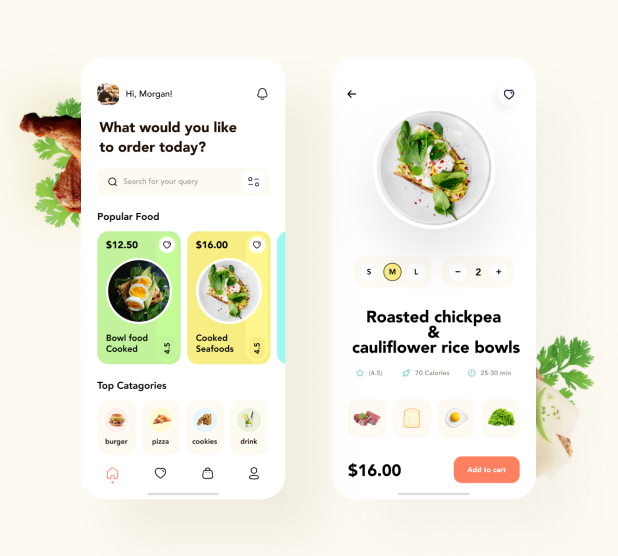 Hi, Morgan!
What would you like
to order today?
Search for your query
Popular Food
$12.50
Bowl food
Cooked
4.5
$16.00
Cooked
Seafoods
4.5
Top Catagories
burger
pizza
cookies
drink
S M L
− 2 +
Roasted chickpea
&
cauliflower rice bowls
(4.5) 70 Calories 25-30 min
$16.00
Add to cart